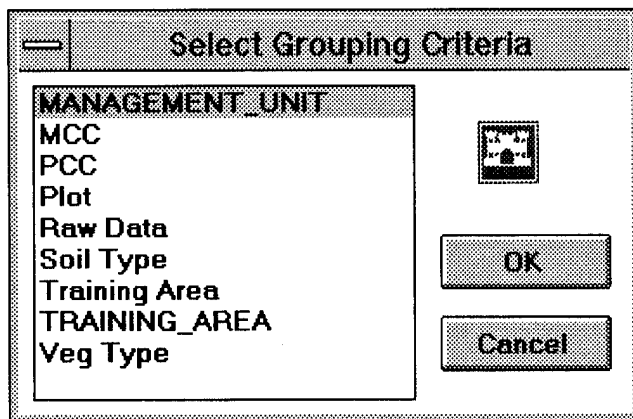 Select Grouping Criteria
MANAGEMENT_UNIT
MCC
PCC
Plot
Raw Data
Soil Type
Training Area
TRAINING_AREA
Veg Type
OK
Cancel